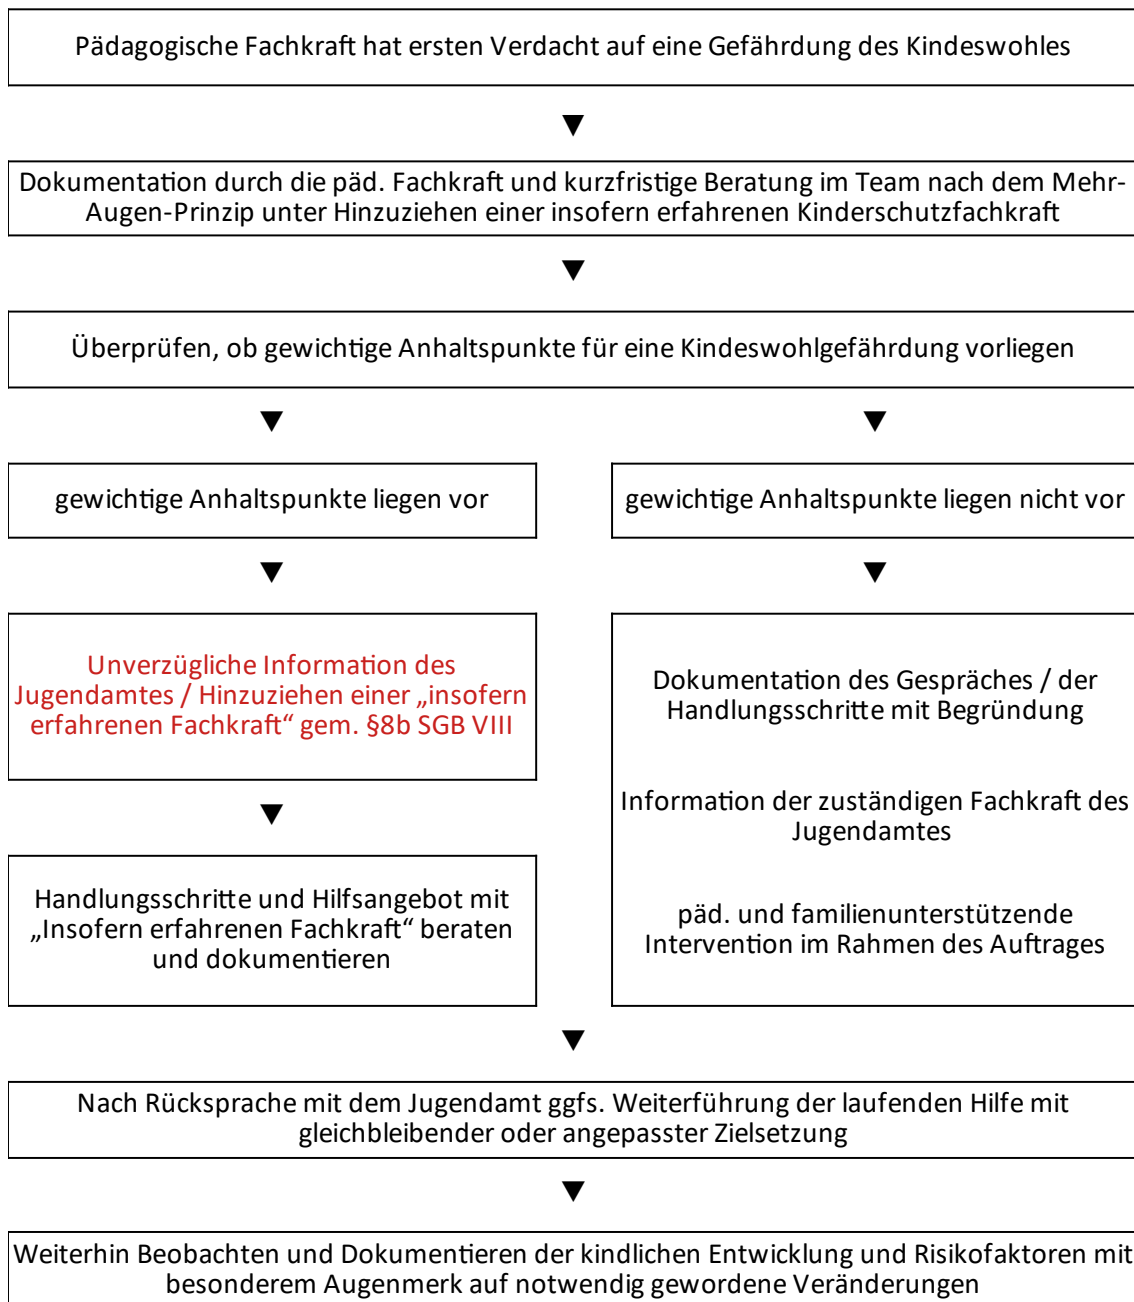 Pädagogische Fachkraft hat ersten Verdacht auf eine Gefährdung des Kindeswohles
▼
Dokumentation durch die päd. Fachkraft und kurzfristige Beratung im Team nach dem Mehr-
Augen-Prinzip unter Hinzuziehen einer insofern erfahrenen Kinderschutzfachkraft
▼
Überprüfen, ob gewichtige Anhaltspunkte für eine Kindeswohlgefährdung vorliegen
▼
▼
gewichtige Anhaltspunkte liegen vor
gewichtige Anhaltspunkte liegen nicht vor
▼
▼
Unverzügliche Information des
Jugendamtes / Hinzuziehen einer „insofern
erfahrenen Fachkraft“ gem. §8b SGB VIII
▼
Handlungsschritte und Hilfsangebot mit
„Insofern erfahrenen Fachkraft“ beraten
und dokumentieren
Dokumentation des Gespräches / der
Handlungsschritte mit Begründung
Information der zuständigen Fachkraft des
Jugendamtes
päd. und familienunterstützende
Intervention im Rahmen des Auftrages
▼
Nach Rücksprache mit dem Jugendamt ggfs. Weiterführung der laufenden Hilfe mit
gleichbleibender oder angepasster Zielsetzung
▼
Weiterhin Beobachten und Dokumentieren der kindlichen Entwicklung und Risikofaktoren mit
besonderem Augenmerk auf notwendig gewordene Veränderungen